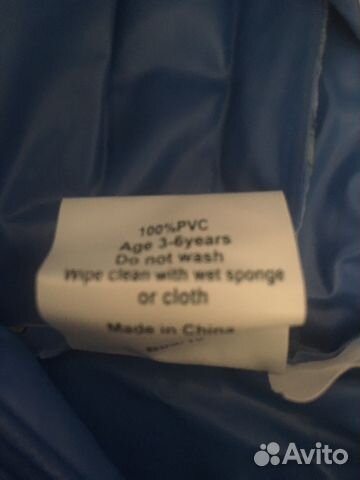 100%PVC
Age 3-6years
Do not wash
Wipe clean with wet sponge
or cloth
Made in China
Avito